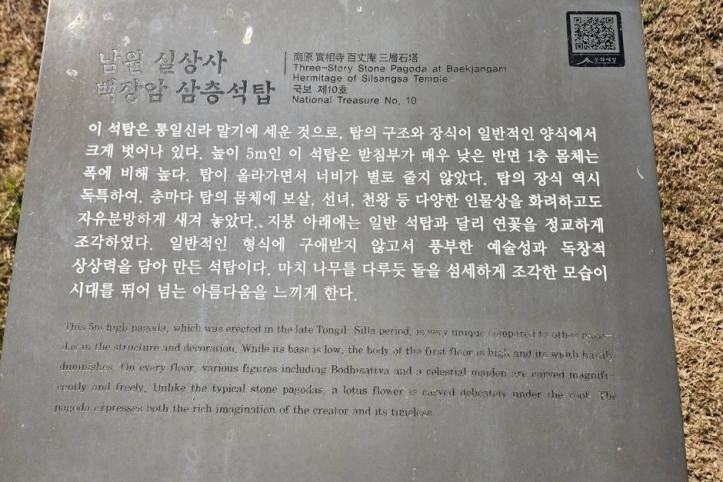 남원 실상사
백장암 삼층석탑
南原 實相寺 百丈庵 三層石塔
Three-Story Stone Pagoda at Baekjangam
Hermitage of Silsangsa Temple
국보 제10호
National Treasure No. 10
이 석탑은 통일신라 말기에 세운 것으로, 탑의 구조와 장식이 일반적인 양식에서
크게 벗어나 있다. 높이 5m인 이 석탑은 받침부가 매우 낮은 반면 1층 몸체는
폭에 비해 높다. 탑이 올라가면서 너비가 별로 줄지 않았다. 탑의 장식 역시
독특하여, 층마다 탑의 몸체에 보살, 선녀, 천왕 등 다양한 인물상을 화려하고도
자유분방하게 새겨 놓았다. 지붕 아래에는 일반 석탑과 달리 연꽃을 정교하게
조각하였다. 일반적인 형식에 구애받지 않고서 풍부한 예술성과 독창적
상상력을 담아 만든 석탑이다. 마치 나무를 다루듯 돌을 섬세하게 조각한 모습이
시대를 뛰어 넘는 아름다움을 느끼게 한다.
This 5m high pagoda, which was erected in the late Tongil Silla period, is very unique compared to other pago-
das in the structure and decoration. While its base is low, the body of the first floor is high and its width hardly
diminishes. On every floor, various figures including Bodhisattva and a celestial maiden are carved magnifi-
cently and freely. Unlike the typical stone pagodas, a lotus flower is carved delicately under the roof. The
pagoda expresses both the rich imagination of the creator and its timeless